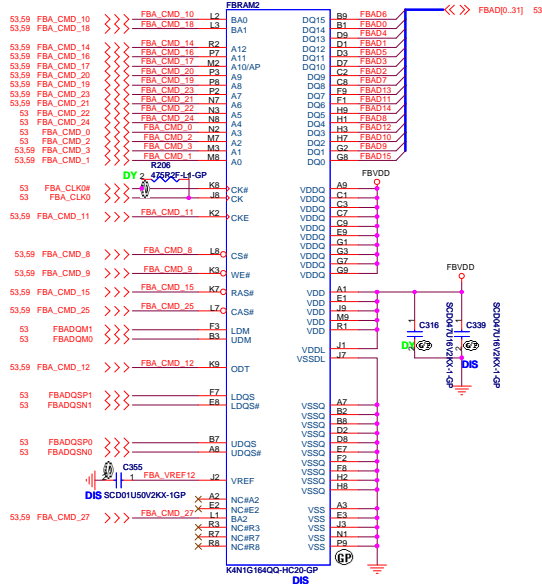 FBRAM2
53,59 FBA_CMD_10 FBA_CMD_10 L2 BA0 DQ15 B9 FBAD6 FBAD[0..31] 53
53,59 FBA_CMD_18 FBA_CMD_18 L3 BA1 DQ14 B1 FBAD0
DQ13 D9 FBAD4
53,59 FBA_CMD_14 FBA_CMD_14 R2 A12 DQ12 D1 FBAD1
53,59 FBA_CMD_16 FBA_CMD_16 P7 A11 DQ11 D3 FBAD5
53,59 FBA_CMD_17 FBA_CMD_17 M2 A10/AP DQ10 D7 FBAD3
53,59 FBA_CMD_20 FBA_CMD_20 P3 A9 DQ9 C2 FBAD2
53,59 FBA_CMD_19 FBA_CMD_19 P8 A8 DQ8 C8 FBAD7
53,59 FBA_CMD_23 FBA_CMD_23 P2 A7 DQ7 F9 FBAD13
53,59 FBA_CMD_21 FBA_CMD_21 N7 A6 DQ6 F1 FBAD11
53 FBA_CMD_22 FBA_CMD_22 N3 A5 DQ5 H9 FBAD14
53 FBA_CMD_24 FBA_CMD_24 N8 A4 DQ4 H1 FBAD8
53 FBA_CMD_0 FBA_CMD_0 N2 A3 DQ3 H3 FBAD12
53 FBA_CMD_2 FBA_CMD_2 M7 A2 DQ2 H7 FBAD10
53,59 FBA_CMD_3 FBA_CMD_3 M3 A1 DQ1 G2 FBAD9
53,59 FBA_CMD_1 FBA_CMD_1 M8 A0 DQ0 G8 FBAD15
R206
DY 2 475R2F-L1-GP FBVDD
53 FBA_CLK0# K8 CK# VDDQ A9
53 FBA_CLK0 J8 CK VDDQ C1
VDDQ C3
53,59 FBA_CMD_11 FBA_CMD_11 K2 CKE VDDQ C7
VDDQ C9
VDDQ E9
VDDQ G1
53,59 FBA_CMD_8 FBA_CMD_8 L8 CS# VDDQ G3
VDDQ G7
53,59 FBA_CMD_9 FBA_CMD_9 K3 WE# VDDQ G9
FBVDD
53,59 FBA_CMD_15 FBA_CMD_15 K7 RAS# VDD A1
VDD E1
53,59 FBA_CMD_25 FBA_CMD_25 L7 CAS# VDD J9
VDD M9
53 FBADQM1 F3 LDM VDD R1
53 FBADQM0 B3 UDM
1 C316 1 C339
DY 2 2 DIS
SCD047U16V2KX-1-GP
SCD047U16V2KX-1-GP
VDDL J1
VSSDL J7
53,59 FBA_CMD_12 FBA_CMD_12 K9 ODT
53 FBADQSP1 F7 LDQS VSSQ A7
53 FBADQSN1 E8 LDQS# VSSQ B2
VSSQ B8
VSSQ D2
53 FBADQSP0 B7 UDQS VSSQ D8
53 FBADQSN0 A8 UDQS# VSSQ E7
VSSQ F2
VSSQ F8
C355
1 FBA_VREF12 J2 VREF VSSQ H2
VSSQ H8
DIS SCD01U50V2KX-1GP
A2 NC#A2
E2 NC#E2 VSS A3
53,59 FBA_CMD_27 FBA_CMD_27 L1 BA2 VSS E3
R3 NC#R3 VSS J3
R7 NC#R7 VSS N1
R8 NC#R8 VSS P9
GP
K4N1G164QQ-HC20-GP
DIS